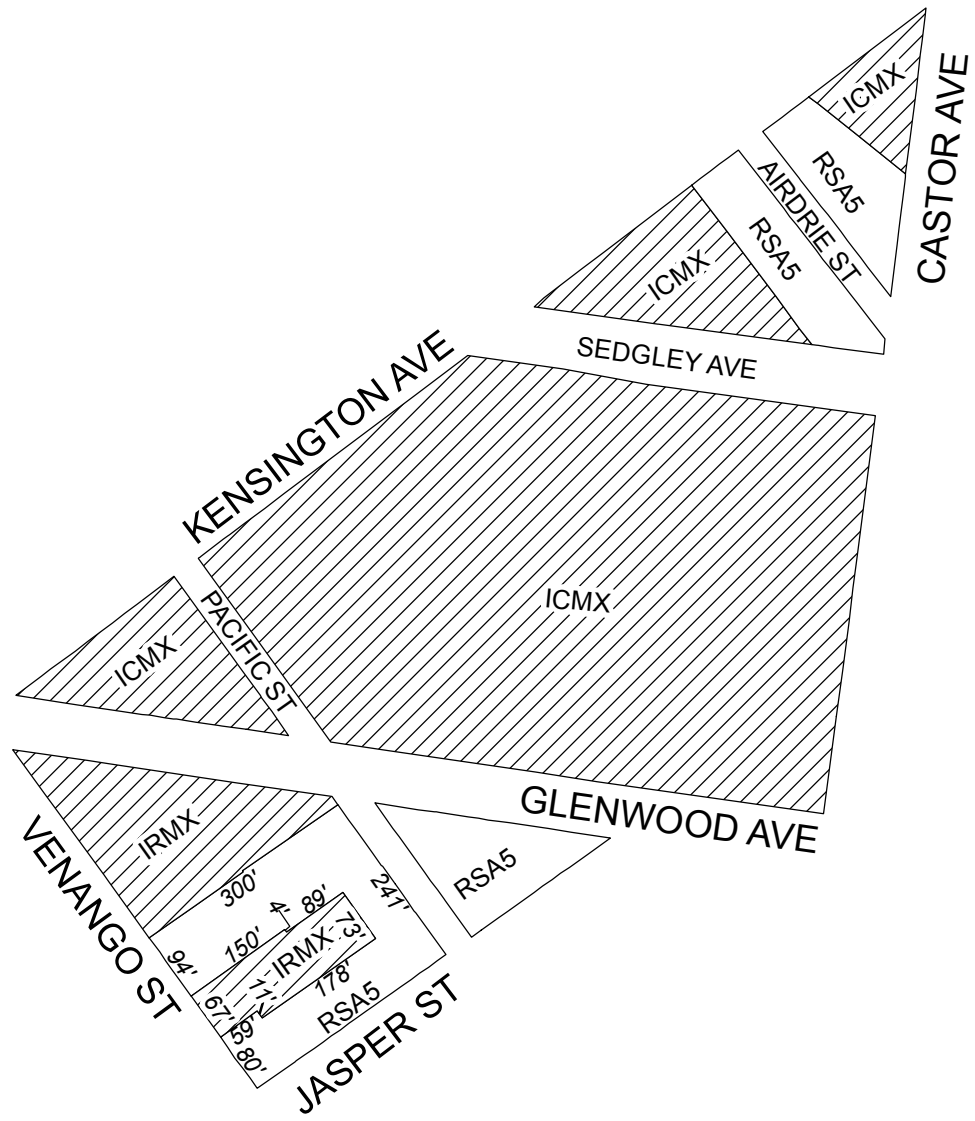 ICMX
CASTOR AVE
RSA5
AIRDRIE ST
RSA5
ICMX
SEDGLEY AVE
KENSINGTON AVE
ICMX
PACIFIC ST
ICMX
GLENWOOD AVE
IRMX
VENANGO ST
RSA5
300'
241'
4'
89'
73'
150'
94'
IRMX
178'
11'
67'
59'
80'
RSA5
JASPER ST